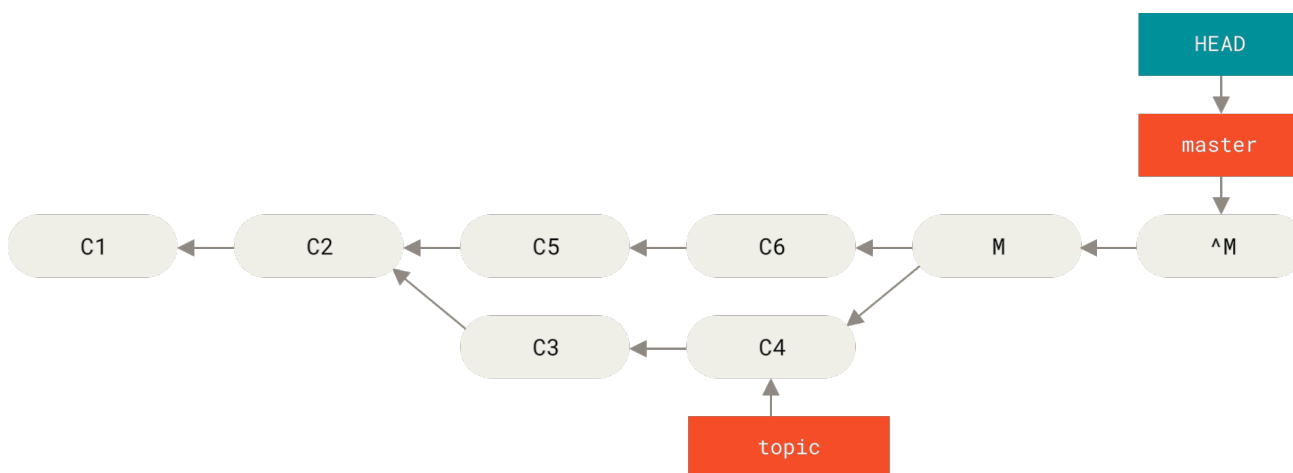 HEAD
master
C1
C2
C5
C6
M
^M
C3
C4
topic